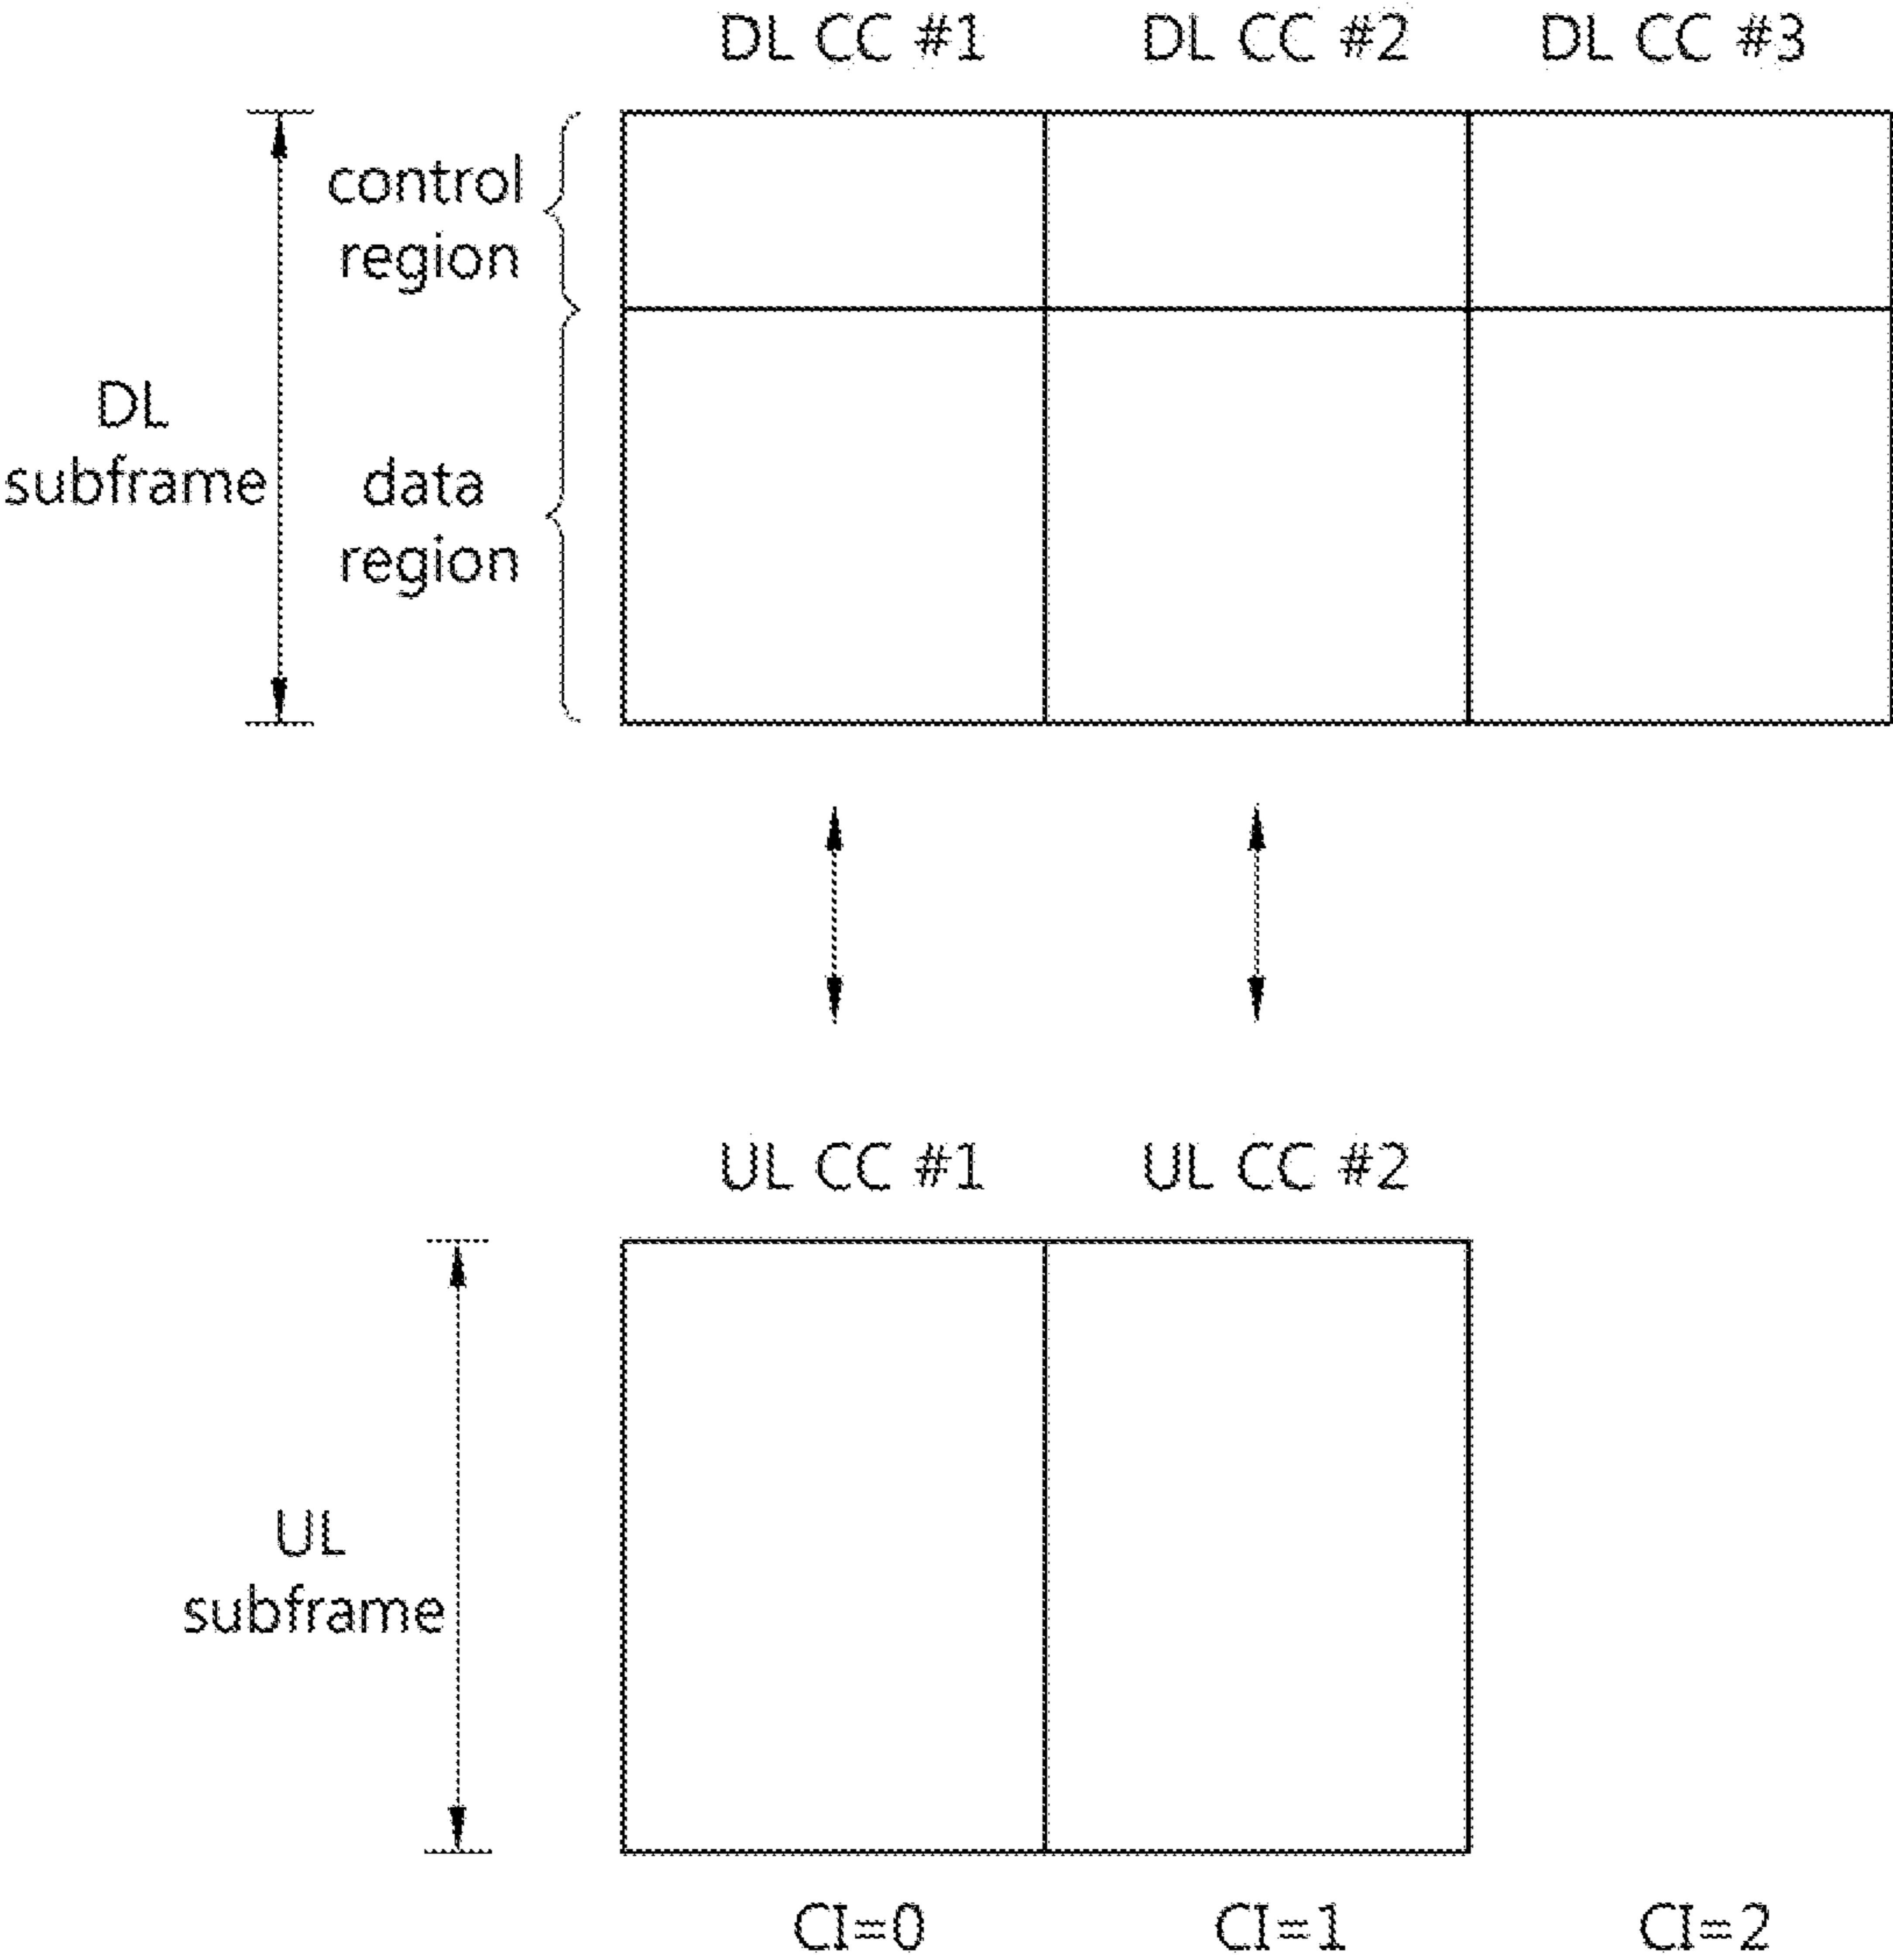 DL CC #1 DL CC #2 DL CC #3
control
region
DL
subframe
data
region
UL CC #1 UL CC #2
UL
subframe
CI=0 CI=1 CI=2